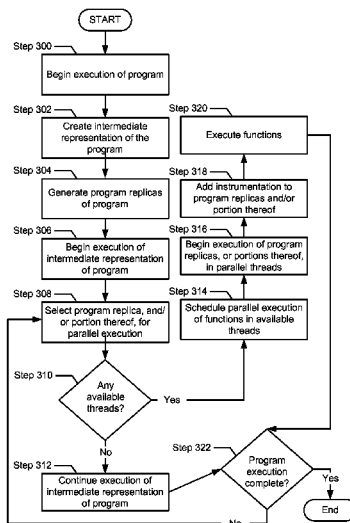 START
Step 300
Begin execution of program
Step 302
Create intermediate
representation of the
program
Step 304
Generate program replicas
of program
Step 306
Begin execution of
intermediate representation
of program
Step 308
Select program replica, and/
or portion thereof, for
parallel execution
Step 310
Any
available
threads?
Yes
No
Step 312
Continue execution of
intermediate representation
of program
Step 320
Execute functions
Step 318
Add instrumentation to
program replicas and/or
portion thereof
Step 316
Begin execution of program
replicas, or portions thereof,
in parallel threads
Step 314
Schedule parallel execution
of functions in available
threads
Step 322
Program
execution
complete?
Yes
No
End